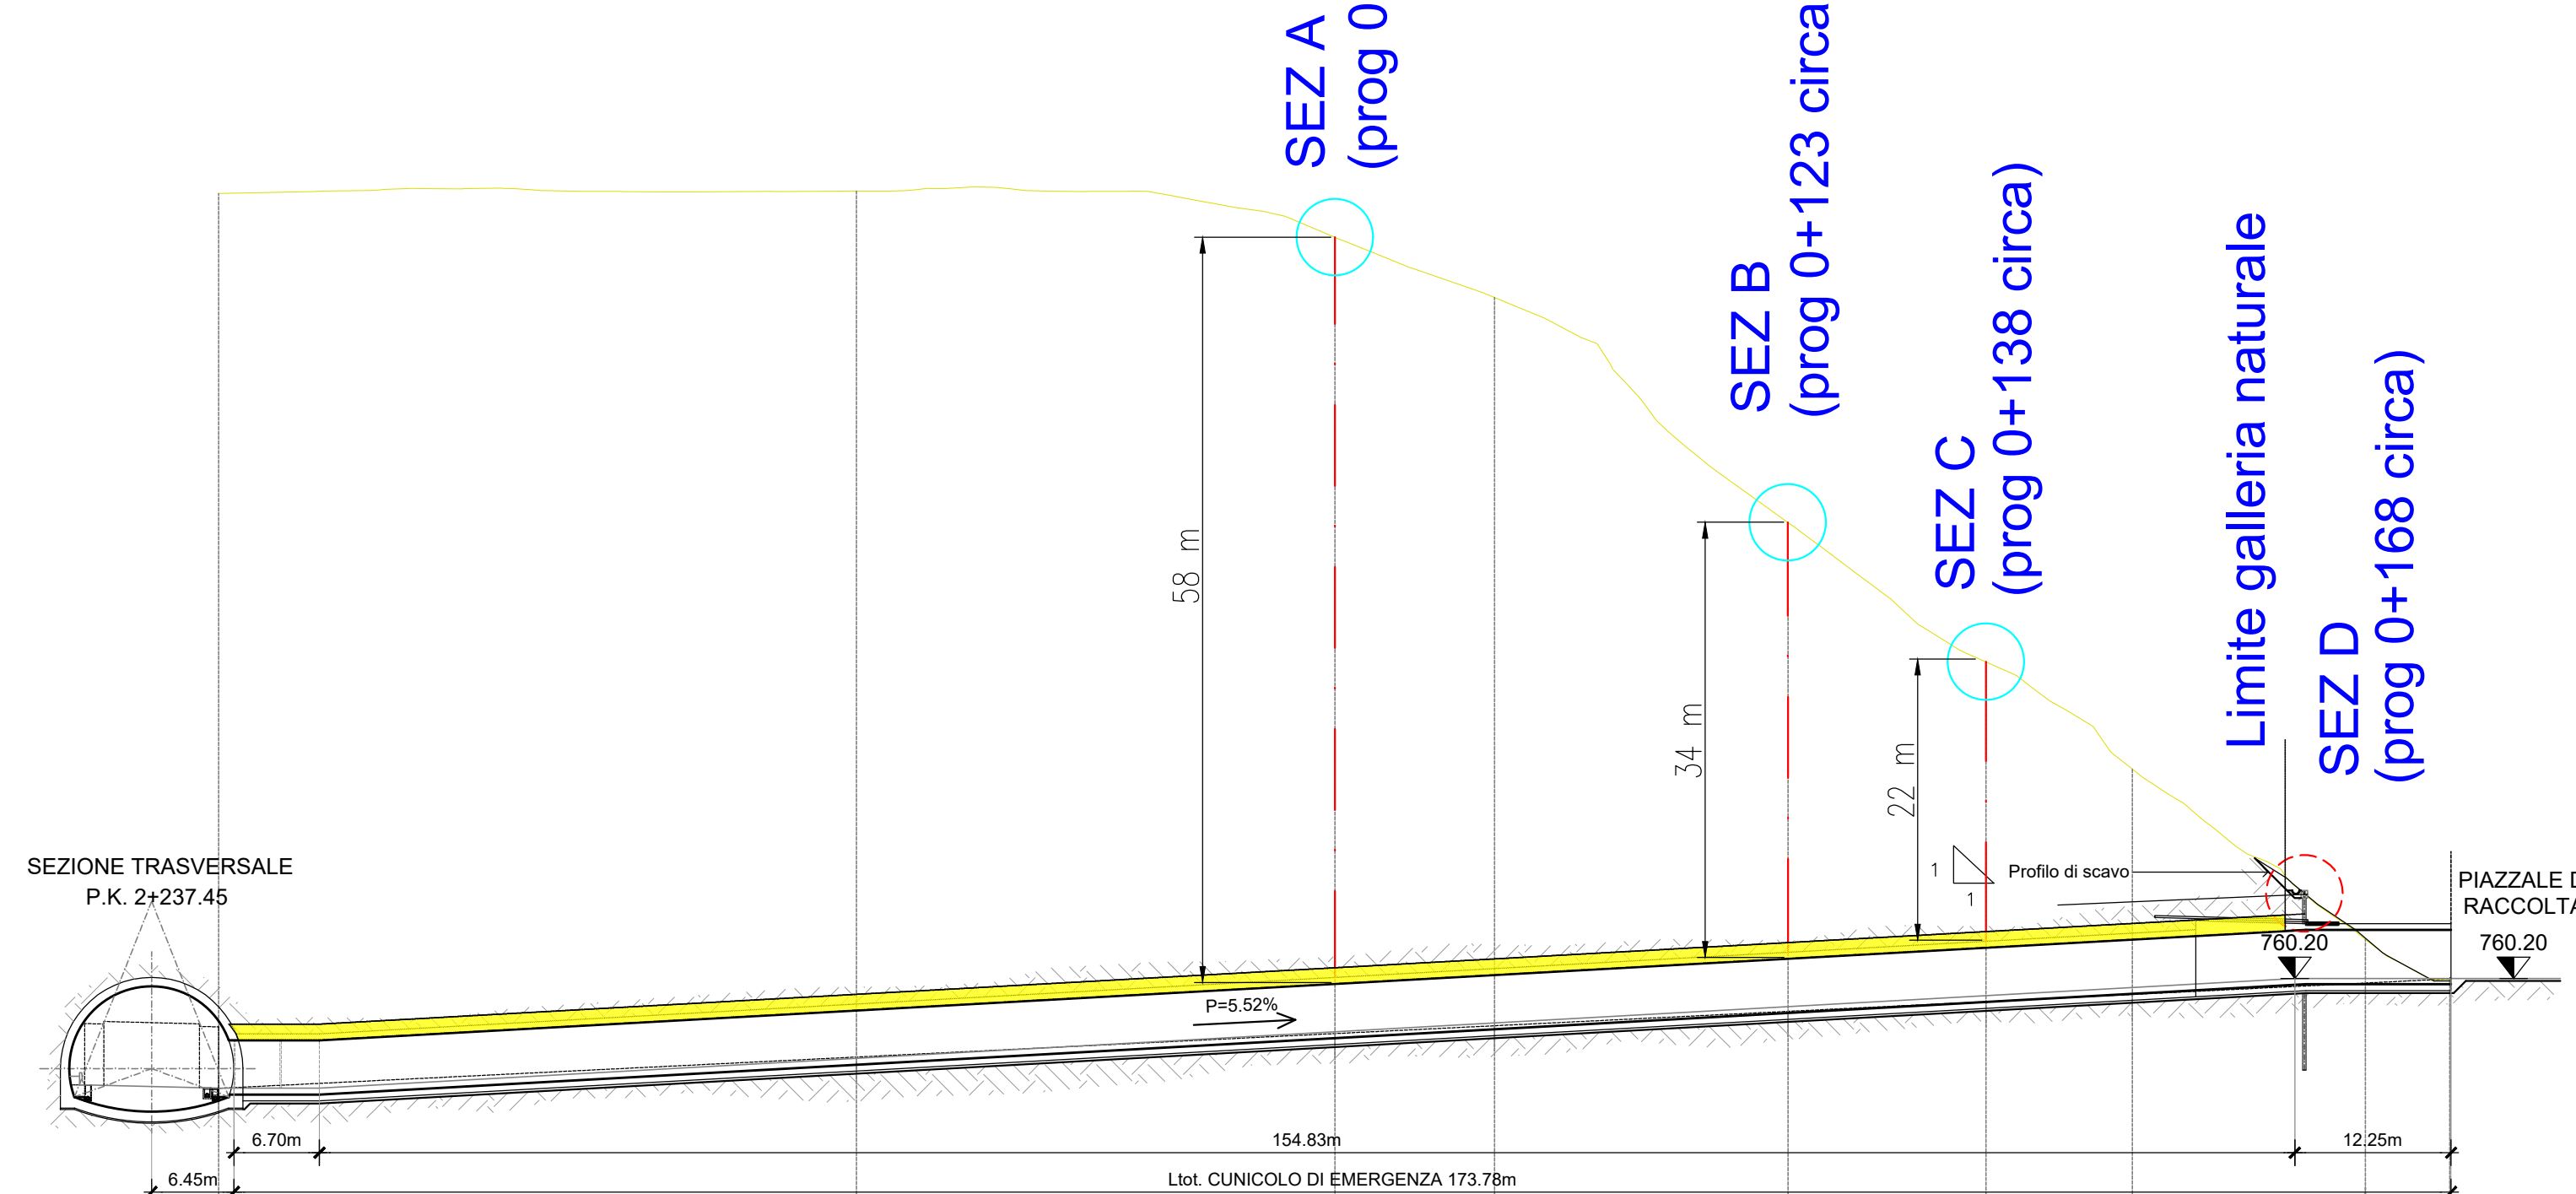 SEZ A
(prog 0
SEZ B
(prog 0+123 circa
SEZ C
(prog 0+138 circa)
Limite galleria naturale
SEZ D
(prog 0+168 circa)
58 m
34 m
22 m
1
1
Profilo di scavo
SEZIONE TRASVERSALE
P.K. 2+237.45
PIAZZALE D
RACCOLTA
760.20
760.20
P=5.52%
6.70m
154.83m
12.25m
6.45m
Ltot. CUNICOLO DI EMERGENZA 173.78m